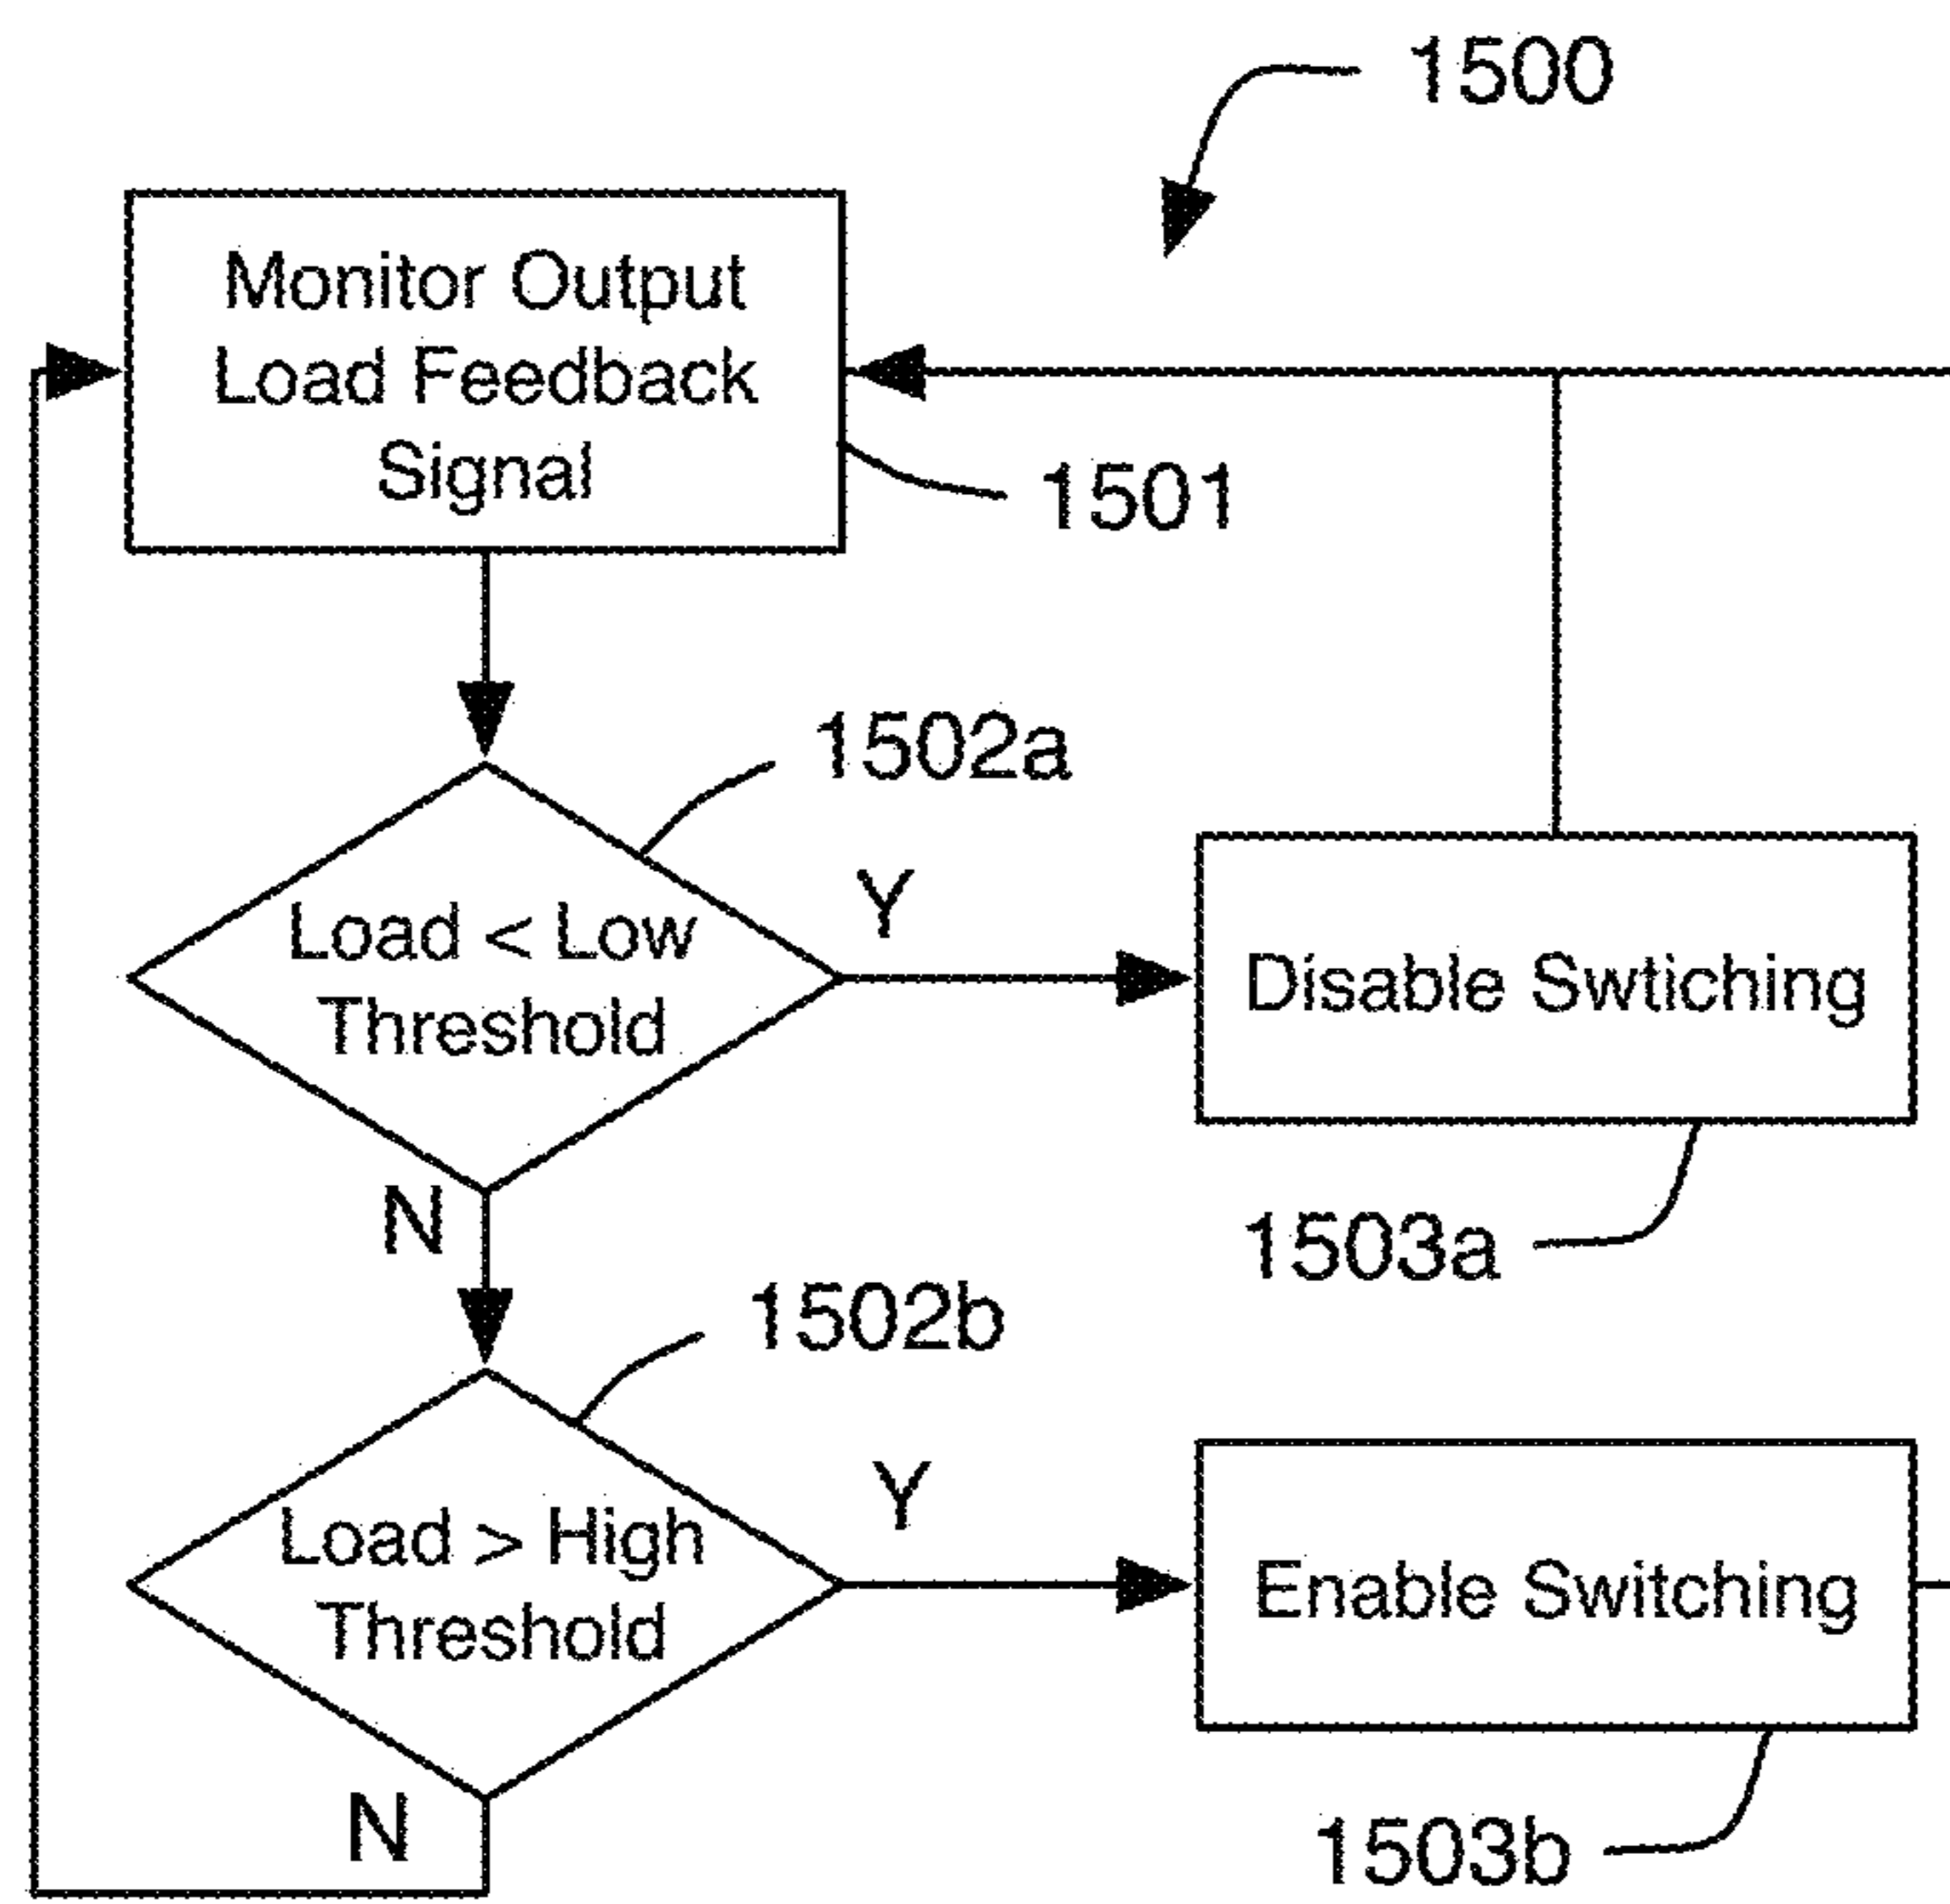 1500
Monitor Output
Load Feedback
Signal
1501
1502a
Load < Low
Threshold
Y
Disable Swtiching
N
1503a
1502b
Load > High
Threshold
Y
Enable Switching
N
1503b